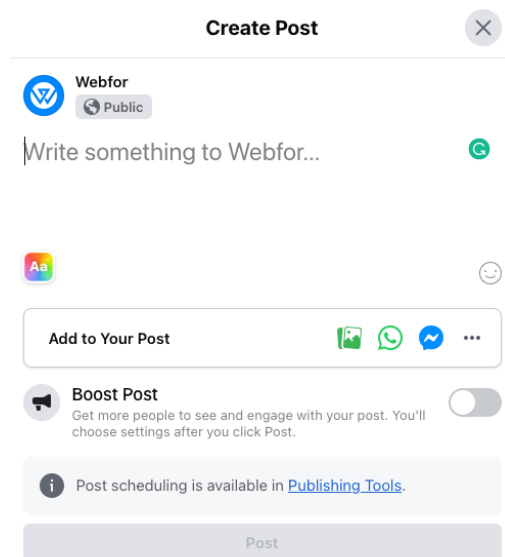 Create Post
Webfor
Public
Write something to Webfor...
Aa
Add to Your Post
Boost Post
Get more people to see and engage with your post. You'll
choose settings after you click Post.
Post scheduling is available in Publishing Tools.
Post